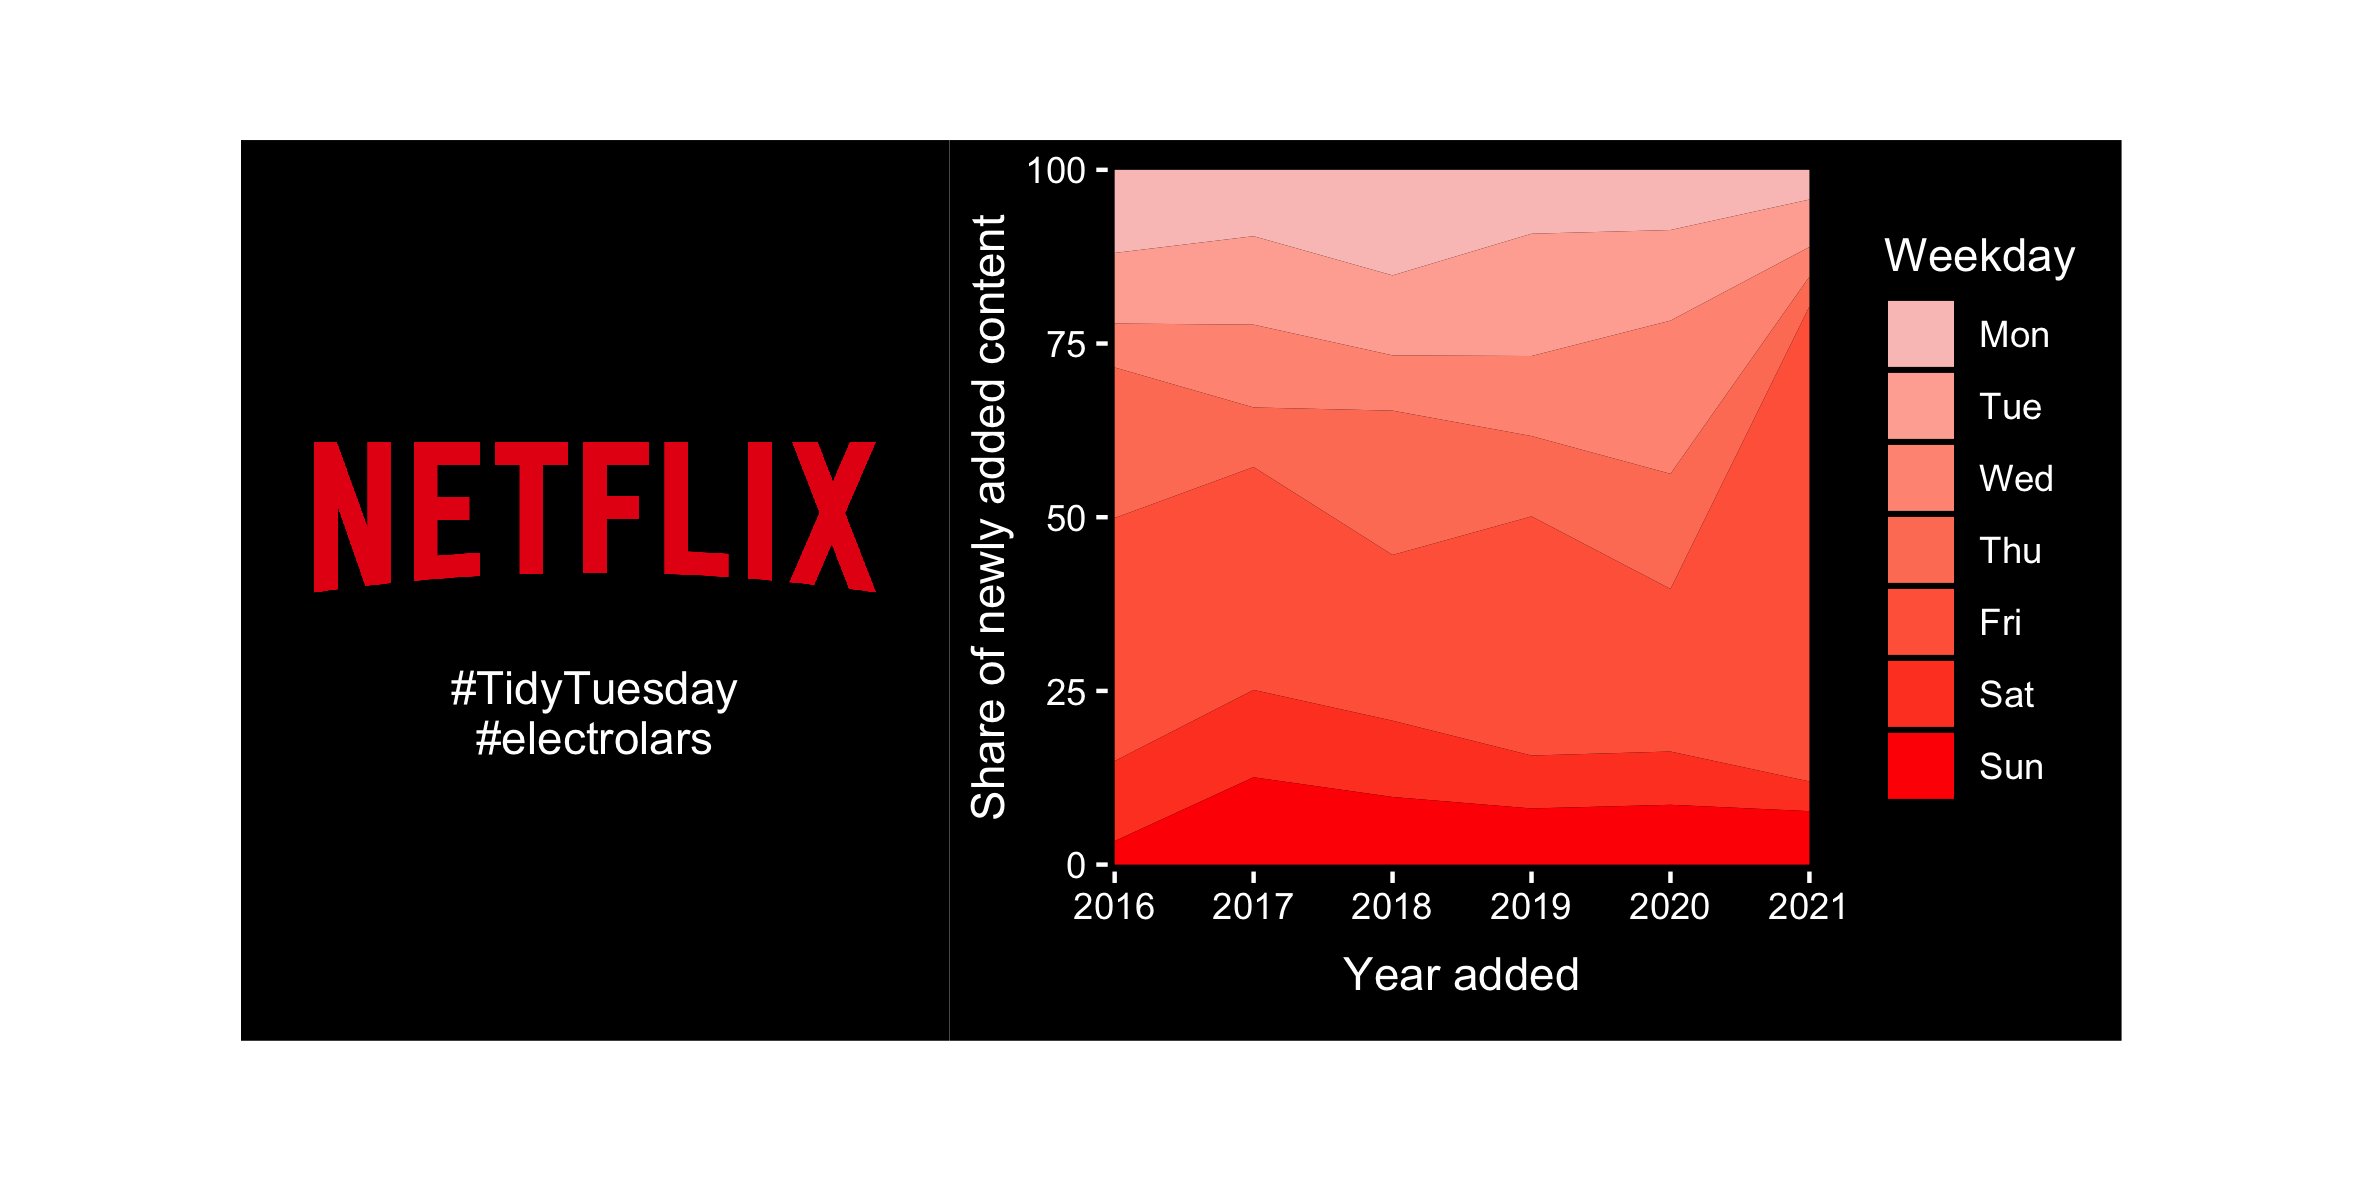 NETFLIX
#TidyTuesday
#electrolars
Share of newly added content
100
75
50
25
0
2016 2017 2018 2019 2020 2021
Year added
Weekday
Mon
Tue
Wed
Thu
Fri
Sat
Sun